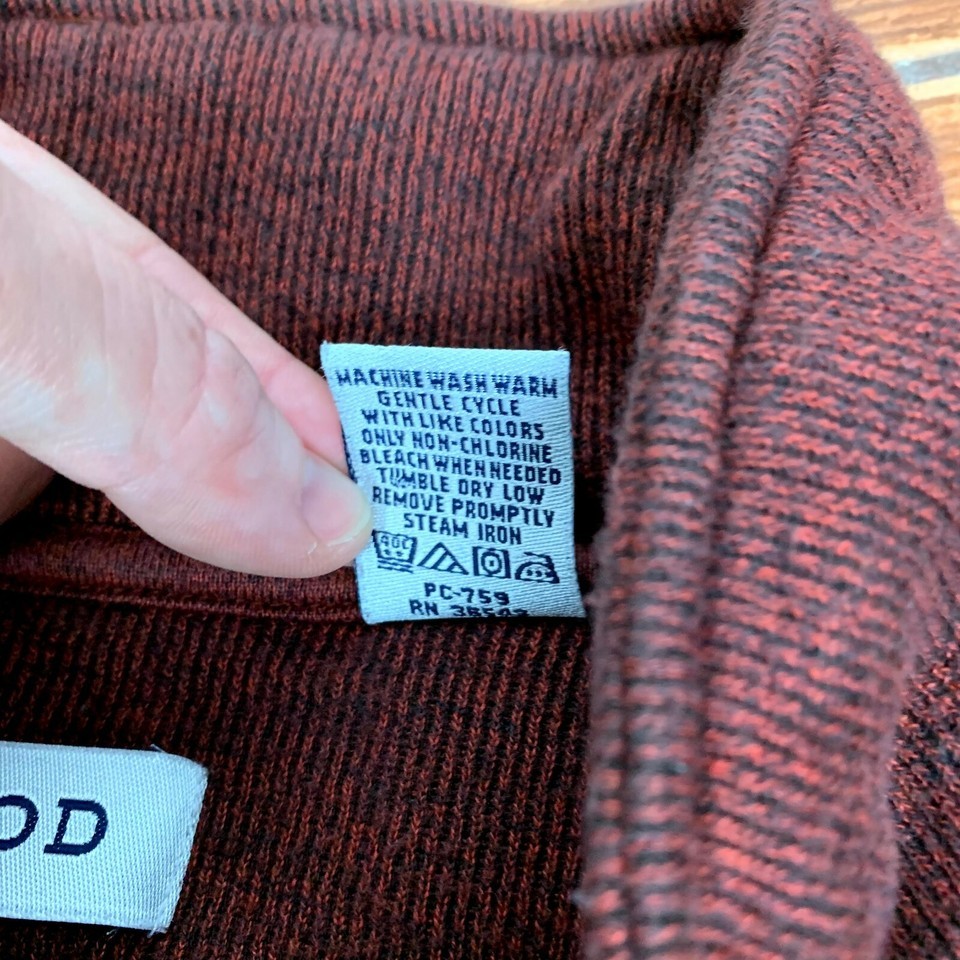 MACHINE WASH WARM
GENTLE CYCLE
WITH LIKE COLORS
ONLY NON-CHLORINE
BLEACH WHEN NEEDED
TUMBLE DRY LOW
REMOVE PROMPTLY
STEAM IRON
40C
PC-759
RN
OD